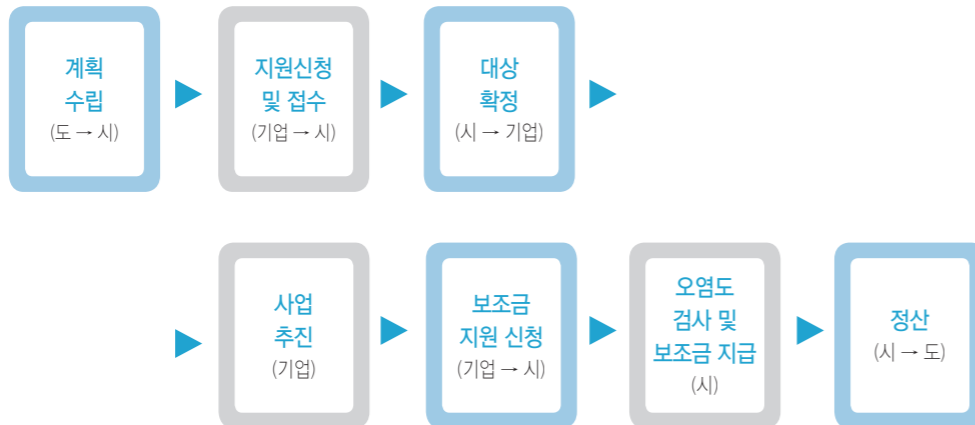 계획
수립
(도 → 시)
지원신청
및 접수
(기업 → 시)
대상
확정
(시 → 기업)
사업
추진
(기업)
보조금
지원 신청
(기업 → 시)
오염도
검사 및
보조금 지급
(시)
정산
(시 → 도)